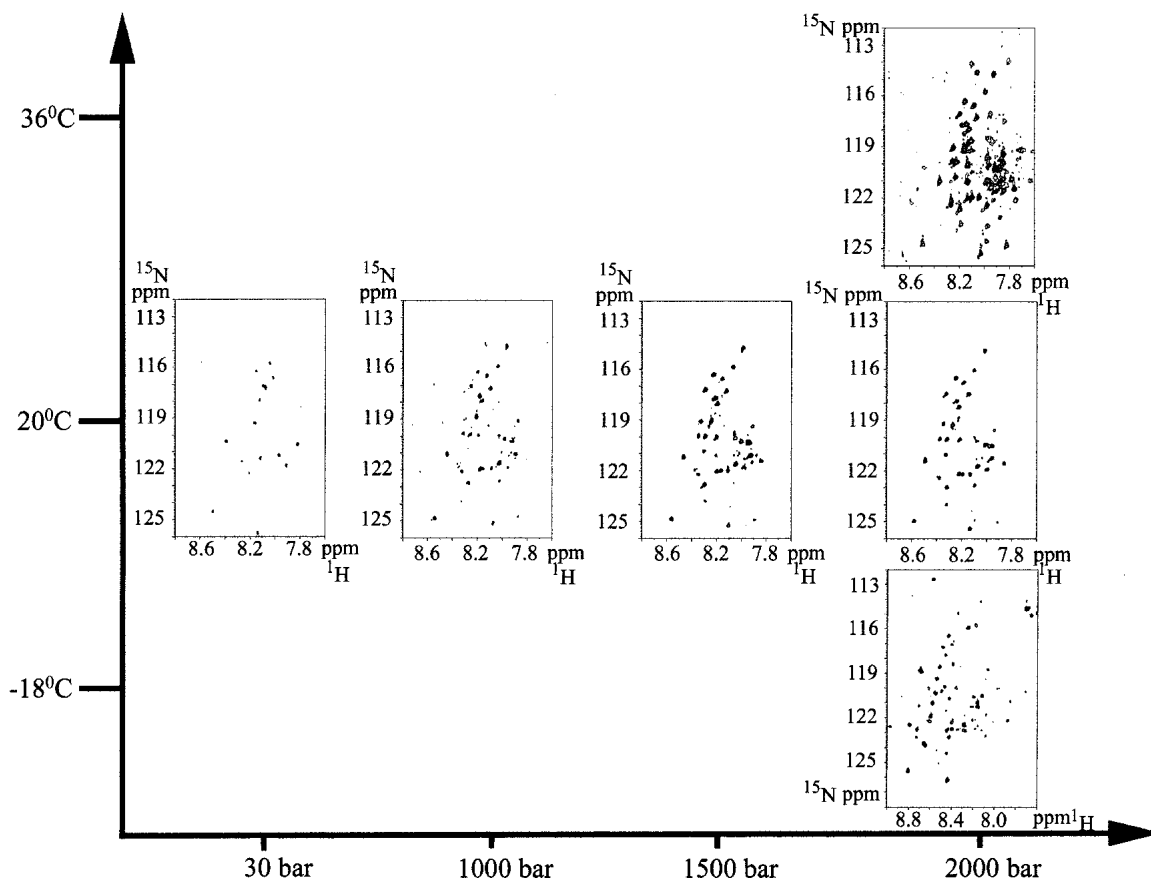 ¹⁵N ppm
113
116
119
122
125
8.6 8.2 7.8 ppm
¹H
36⁰C
¹⁵N
ppm
113
116
119
122
125
8.6 8.2 7.8 ppm
¹H
¹⁵N
ppm
113
116
119
122
125
8.6 8.2 7.8 ppm
¹H
¹⁵N
ppm
113
116
119
122
125
8.6 8.2 7.8 ppm
¹H
¹⁵N ppm
113
116
119
122
125
8.6 8.2 7.8 ppm
¹H
20⁰C
113
116
119
122
125
¹⁵N ppm
8.8 8.4 8.0 ppm¹H
-18⁰C
30 bar 1000 bar 1500 bar 2000 bar